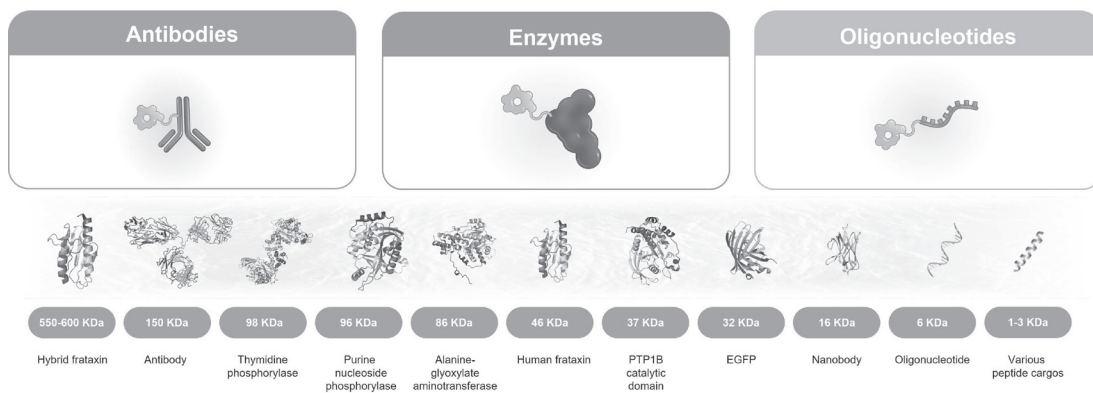 Antibodies
Enzymes
Oligonucleotides
550-600 KDa
150 KDa
98 KDa
96 KDa
86 KDa
46 KDa
37 KDa
32 KDa
16 KDa
6 KDa
1-3 KDa
Hybrid frataxin
Antibody
Thymidine
phosphorylase
Purine
nucleoside
phosphorylase
Alanine-
glyoxylate
aminotransferase
Human frataxin
PTP1B
catalytic
domain
EGFP
Nanobody
Oligonucleotide
Various
peptide cargos